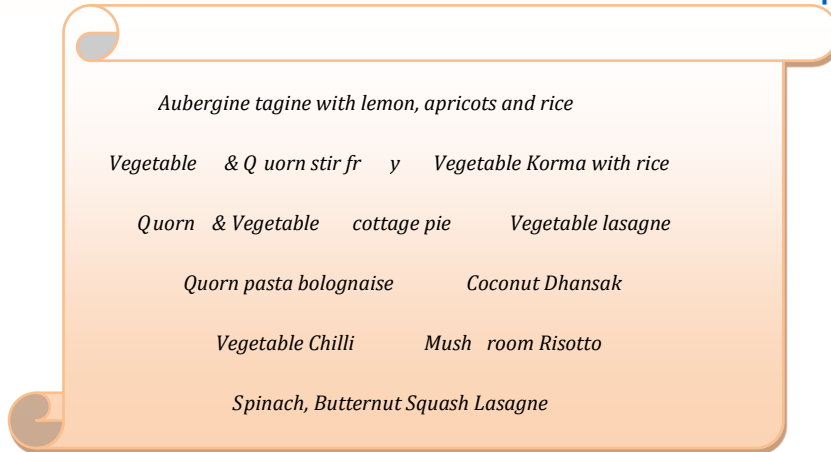 Aubergine tagine with lemon, apricots and rice
Vegetable & Q uorn stir fr y Vegetable Korma with rice
Quorn & Vegetable cottage pie Vegetable lasagne
Quorn pasta bolognaise Coconut Dhansak
Vegetable Chilli Mush room Risotto
Spinach, Butternut Squash Lasagne